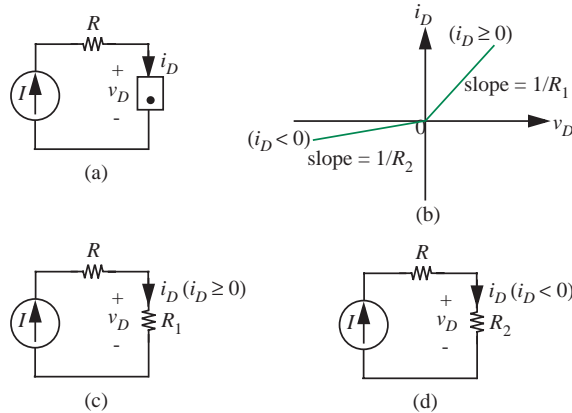 R
i_D
I
+
v_D
-
(a)
i_D
(i_D ≥ 0)
slope = 1/R_1
0
v_D
(i_D < 0)
slope = 1/R_2
(b)
R
i_D (i_D ≥ 0)
I
+
v_D
R_1
-
(c)
R
i_D (i_D < 0)
I
+
v_D
R_2
-
(d)